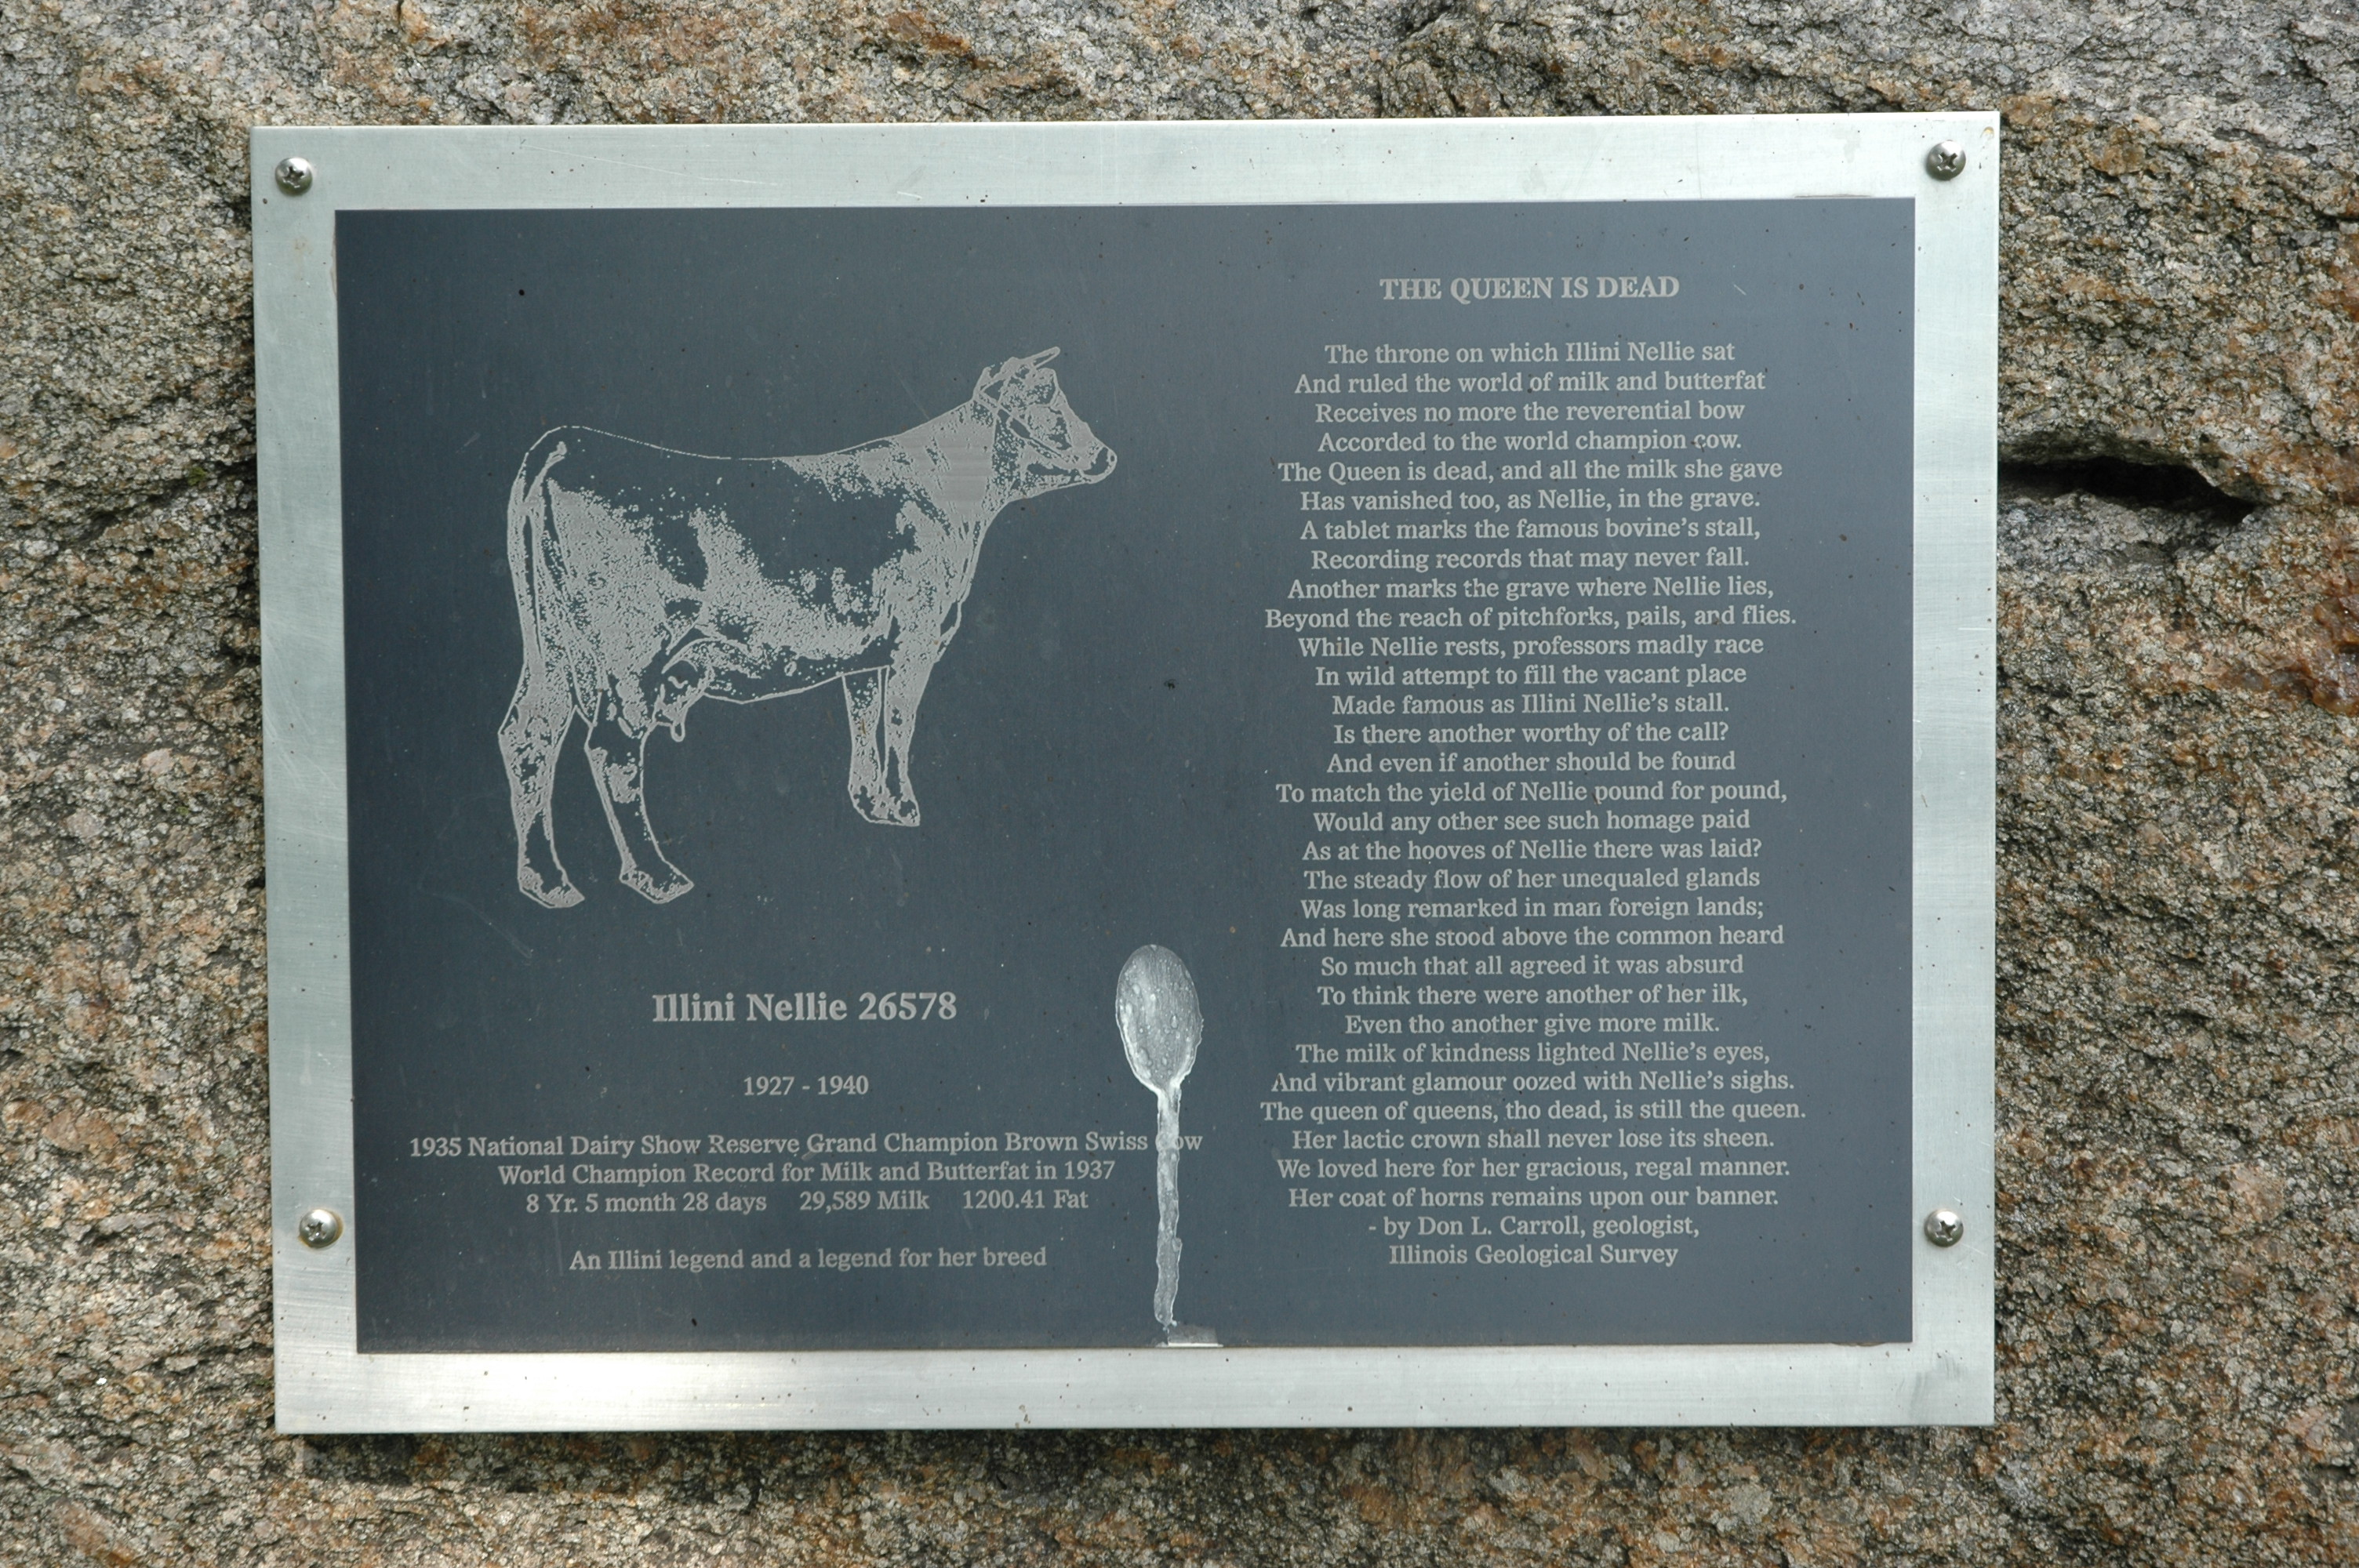 Illini Nellie 26578
1927 - 1940
1935 National Dairy Show Reserve Grand Champion Brown Swiss
World Champion Record for Milk and Butterfat in 1937
8 Yr. 5 month 28 days 29,589 Milk 1200.41 Fat
An Illini legend and a legend for her breed
THE QUEEN IS DEAD
The throne on which Illini Nellie sat
And ruled the world of milk and butterfat
Receives no more the reverential bow
Accorded to the world champion cow.
The Queen is dead, and all the milk she gave
Has vanished too, as Nellie, in the grave.
A tablet marks the famous bovine's stall,
Recording records that may never fall.
Another marks the grave where Nellie lies,
Beyond the reach of pitchforks, pails, and flies.
While Nellie rests, professors madly race
In wild attempt to fill the vacant place
Made famous as Illini Nellie's stall.
Is there another worthy of the call?
And even if another should be found
To match the yield of Nellie pound for pound,
Would any other see such homage paid
As at the hooves of Nellie there was laid?
The steady flow of her unequaled glands
Was long remarked in man foreign lands;
And here she stood above the common heard
So much that all agreed it was absurd
To think there were another of her ilk,
Even tho another give more milk.
The milk of kindness lighted Nellie's eyes,
And vibrant glamour oozed with Nellie's sighs.
The queen of queens, tho dead, is still the queen.
Her lactic crown shall never lose its sheen.
We loved here for her gracious, regal manner.
Her coat of horns remains upon our banner.
- by Don L. Carroll, geologist,
Illinois Geological Survey